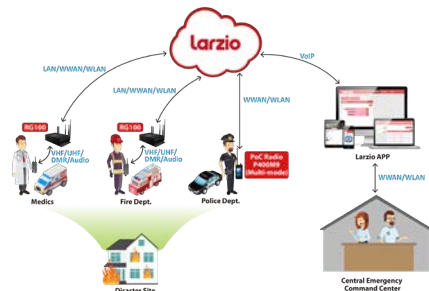 larzio
LAN/WWAN/WLAN
VoIP
LAN/WWAN/WLAN
WWAN/WLAN
RG100
VHF/UHF/
DMR/Audio
RG100
VHF/UHF/
DMR/Audio
PoC Radio
P400M9
(Multi-mode)
Larzio APP
Medics
Fire Dept.
Police Dept.
WWAN/WLAN
Disaster Site
Central Emergency
Command Center